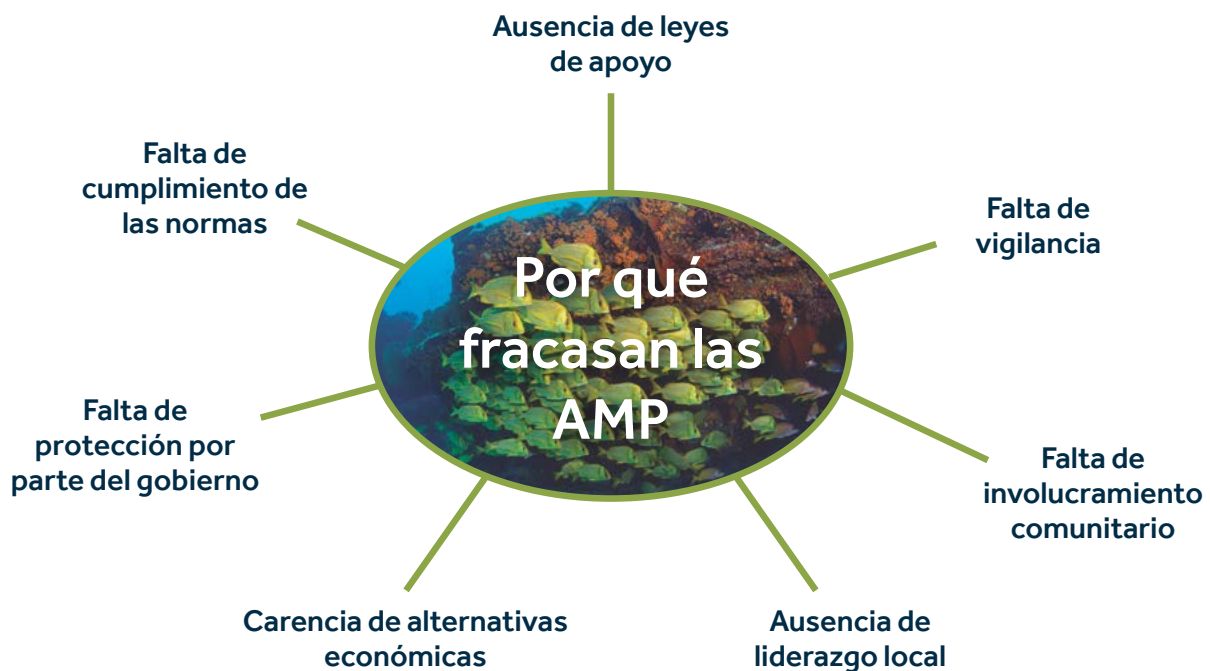 Ausencia de leyes
de apoyo
Falta de
cumplimiento de
las normas
Falta de
vigilancia
Por qué
fracasan las
AMP
Falta de
protección por
parte del gobierno
Falta de
involucramiento
comunitario
Carencia de alternativas
económicas
Ausencia de
liderazgo local